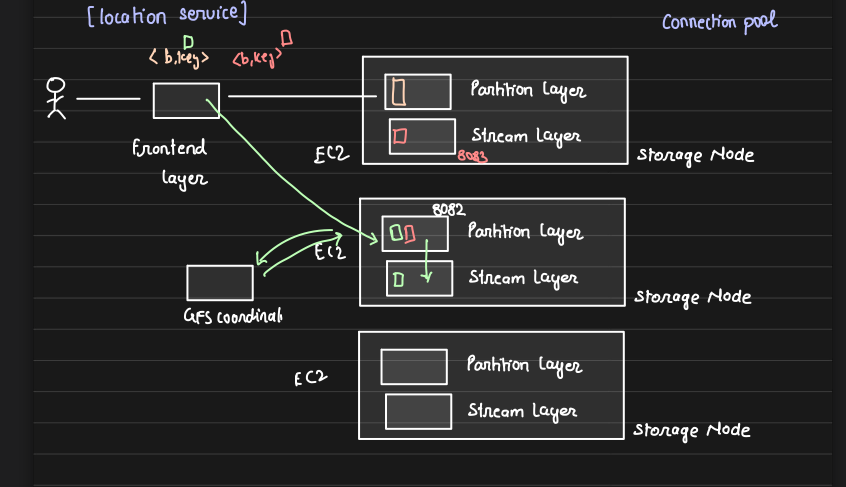 [location service]
Connection pool
<b,key> <b,key>
Partition Layer
Frontend
layer
Stream Layer
EC2
8083
Storage Node
8082
Partition Layer
EC2
Stream Layer
GFS coordinat
Storage Node
Partition Layer
EC2
Stream Layer
Storage Node